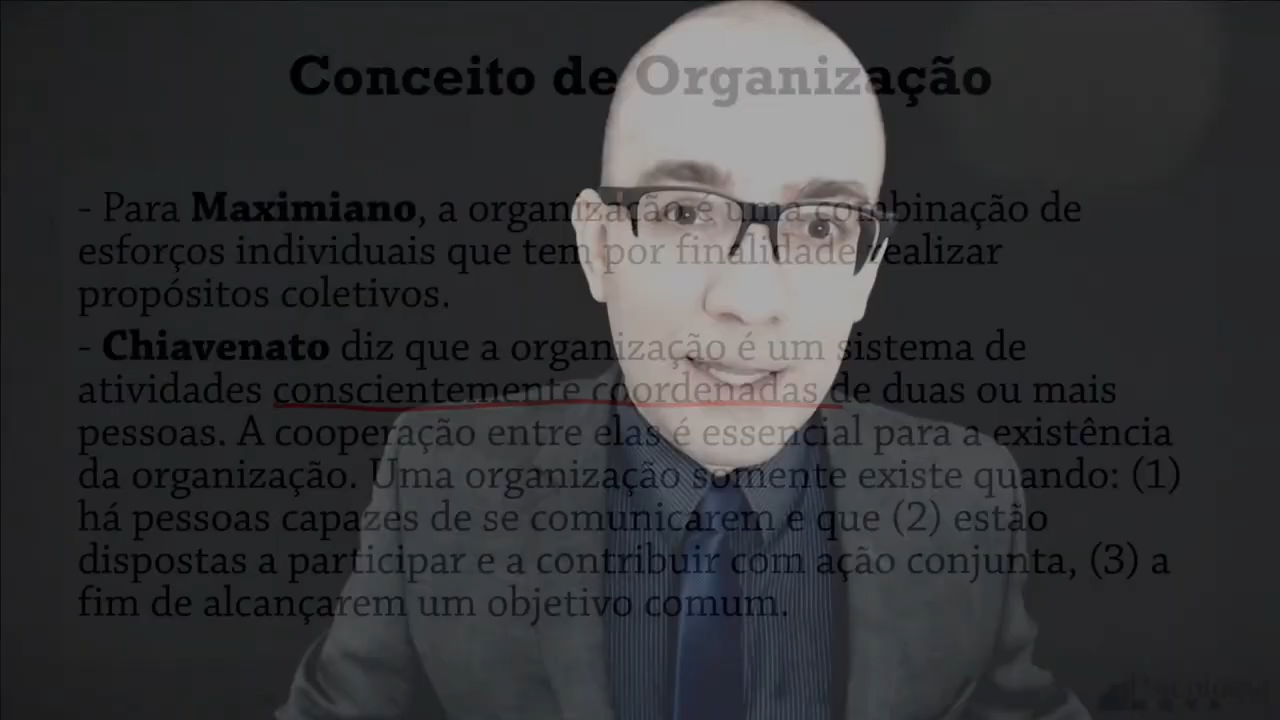 Conceito de Organização
- Para Maximiano, a organização é uma combinação de
esforços individuais que tem por finalidade realizar
propósitos coletivos.
- Chiavenato diz que a organização é um sistema de
atividades conscientemente coordenadas de duas ou mais
pessoas. A cooperação entre elas é essencial para a existência
da organização. Uma organização somente existe quando: (1)
há pessoas capazes de se comunicarem e que (2) estão
dispostas a participar e a contribuir com ação conjunta, (3) a
fim de alcançarem um objetivo comum.